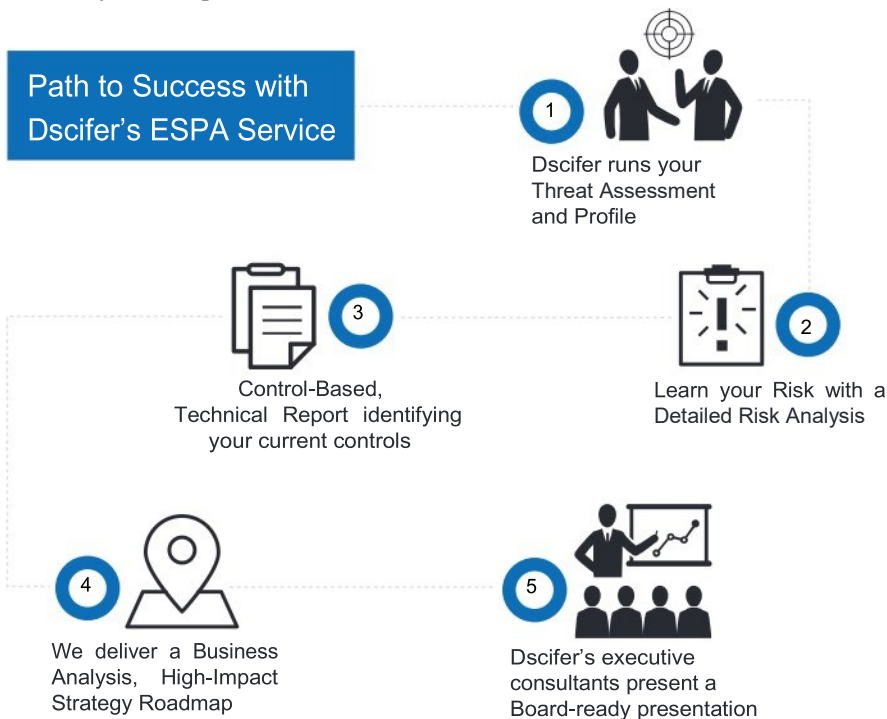 Path to Success with
Dscifer's ESPA Service
1
Dscifer runs your
Threat Assessment
and Profile
2
Learn your Risk with a
Detailed Risk Analysis
3
Control-Based,
Technical Report identifying
your current controls
4
We deliver a Business
Analysis, High-Impact
Strategy Roadmap
5
Dscifer's executive
consultants present a
Board-ready presentation